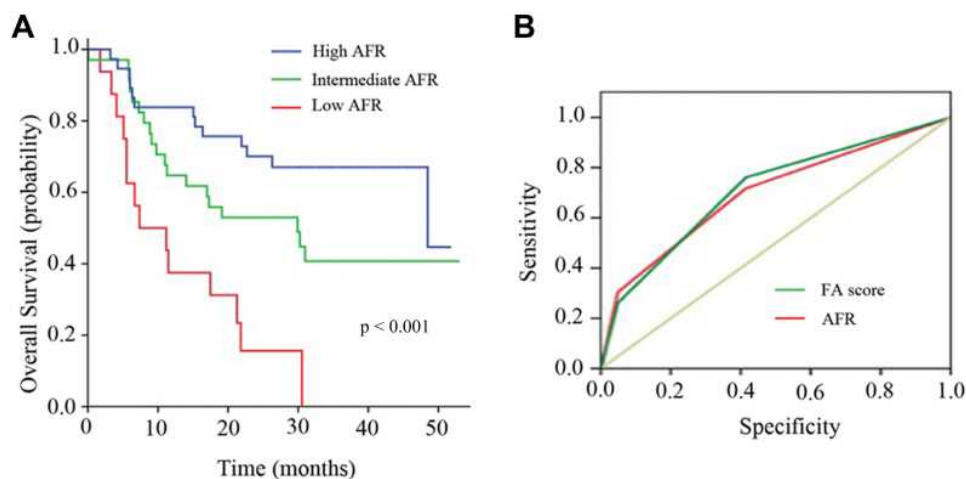 A
1.0
0.8
0.6
0.4
0.2
0.0
Overall Survival (probability)
High AFR
Intermediate AFR
Low AFR
p < 0.001
0
10
20
30
40
50
Time (months)
B
1.0
0.8
0.6
0.4
0.2
0.0
Sensitivity
FA score
AFR
0.0
0.2
0.4
0.6
0.8
1.0
Specificity